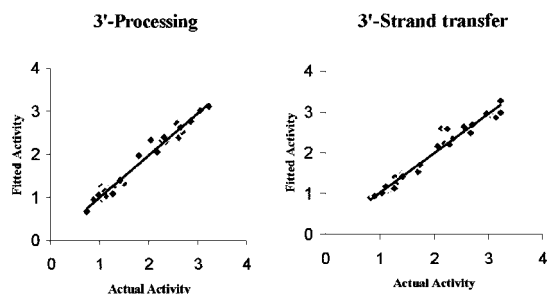 3'-Processing
4
3
2
1
0
Fitted Activity
0 1 2 3 4
Actual Activity
3'-Strand transfer
4
3
2
1
0
Fitted Activity
0 1 2 3 4
Actual Activity